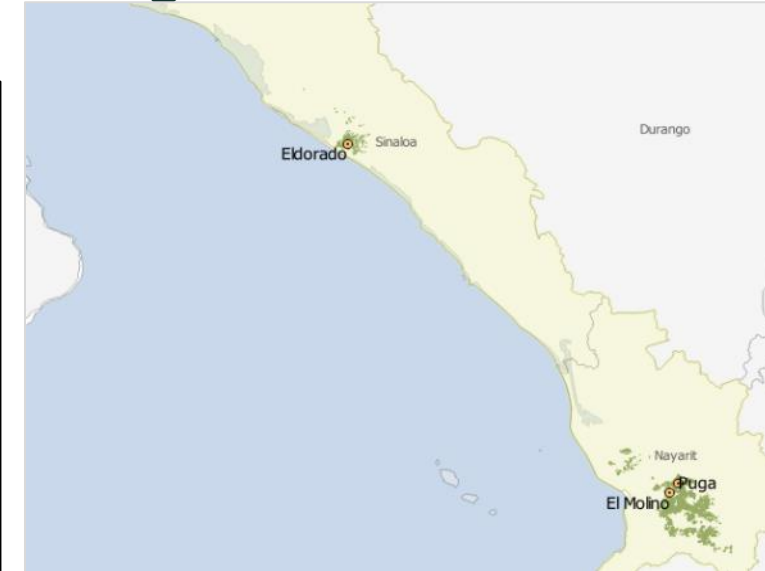 Durango
Sinaloa
Eldorado
Nayarit
Puga
El Molino